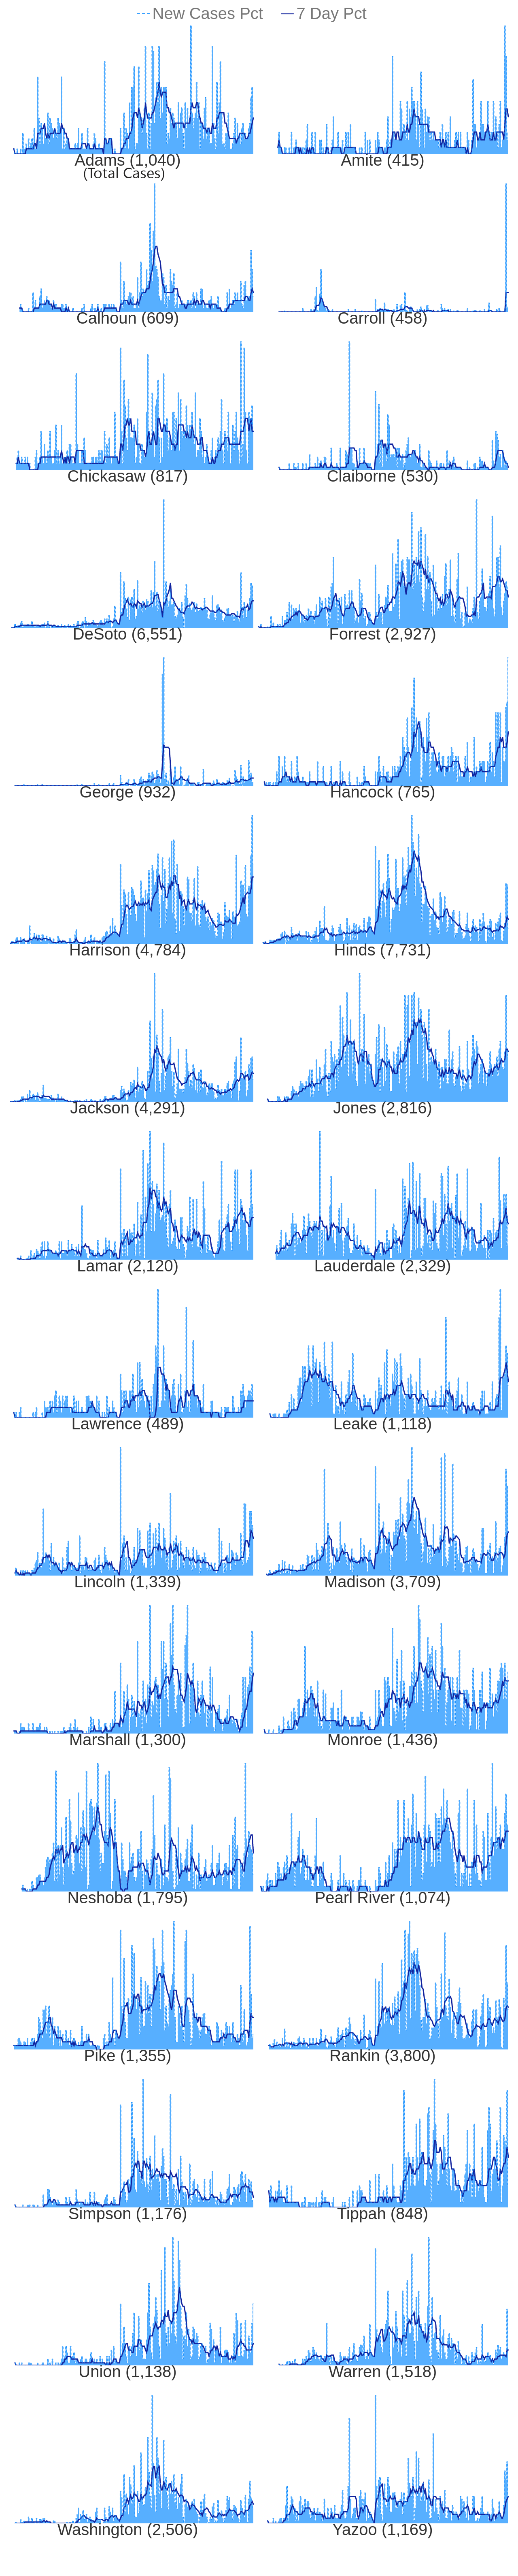 New Cases Pct 7 Day Pct
Adams (1,040) Amite (415)
(Total Cases)
Calhoun (609) Carroll (458)
Chickasaw (817) Claiborne (530)
DeSoto (6,551) Forrest (2,927)
George (932) Hancock (765)
Harrison (4,784) Hinds (7,731)
Jackson (4,291) Jones (2,816)
Lamar (2,120) Lauderdale (2,329)
Lawrence (489) Leake (1,118)
Lincoln (1,339) Madison (3,709)
Marshall (1,300) Monroe (1,436)
Neshoba (1,795) Pearl River (1,074)
Pike (1,355) Rankin (3,800)
Simpson (1,176) Tippah (848)
Union (1,138) Warren (1,518)
Washington (2,506) Yazoo (1,169)